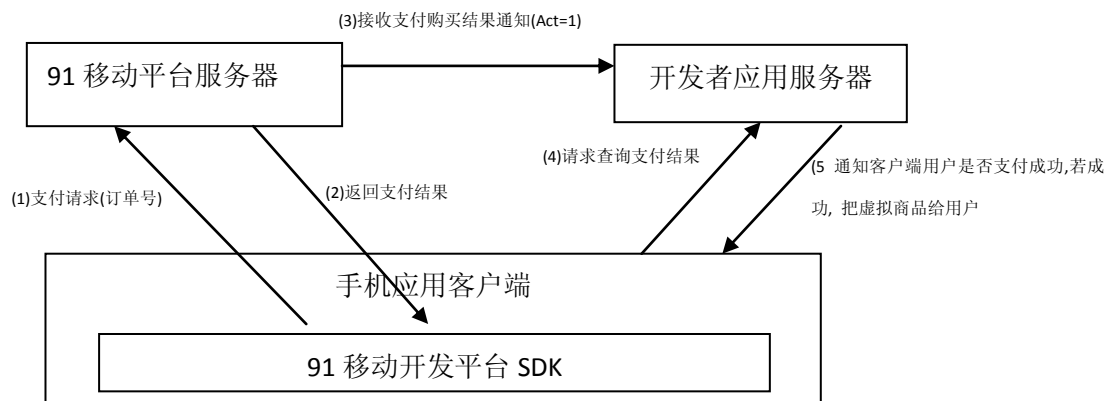 (3)接收支付购买结果通知(Act=1)
91 移动平台服务器
开发者应用服务器
(4)请求查询支付结果
(5 通知客户端用户是否支付成功,若成
功, 把虚拟商品给用户
(1)支付请求(订单号)
(2)返回支付结果
手机应用客户端
91 移动开发平台 SDK